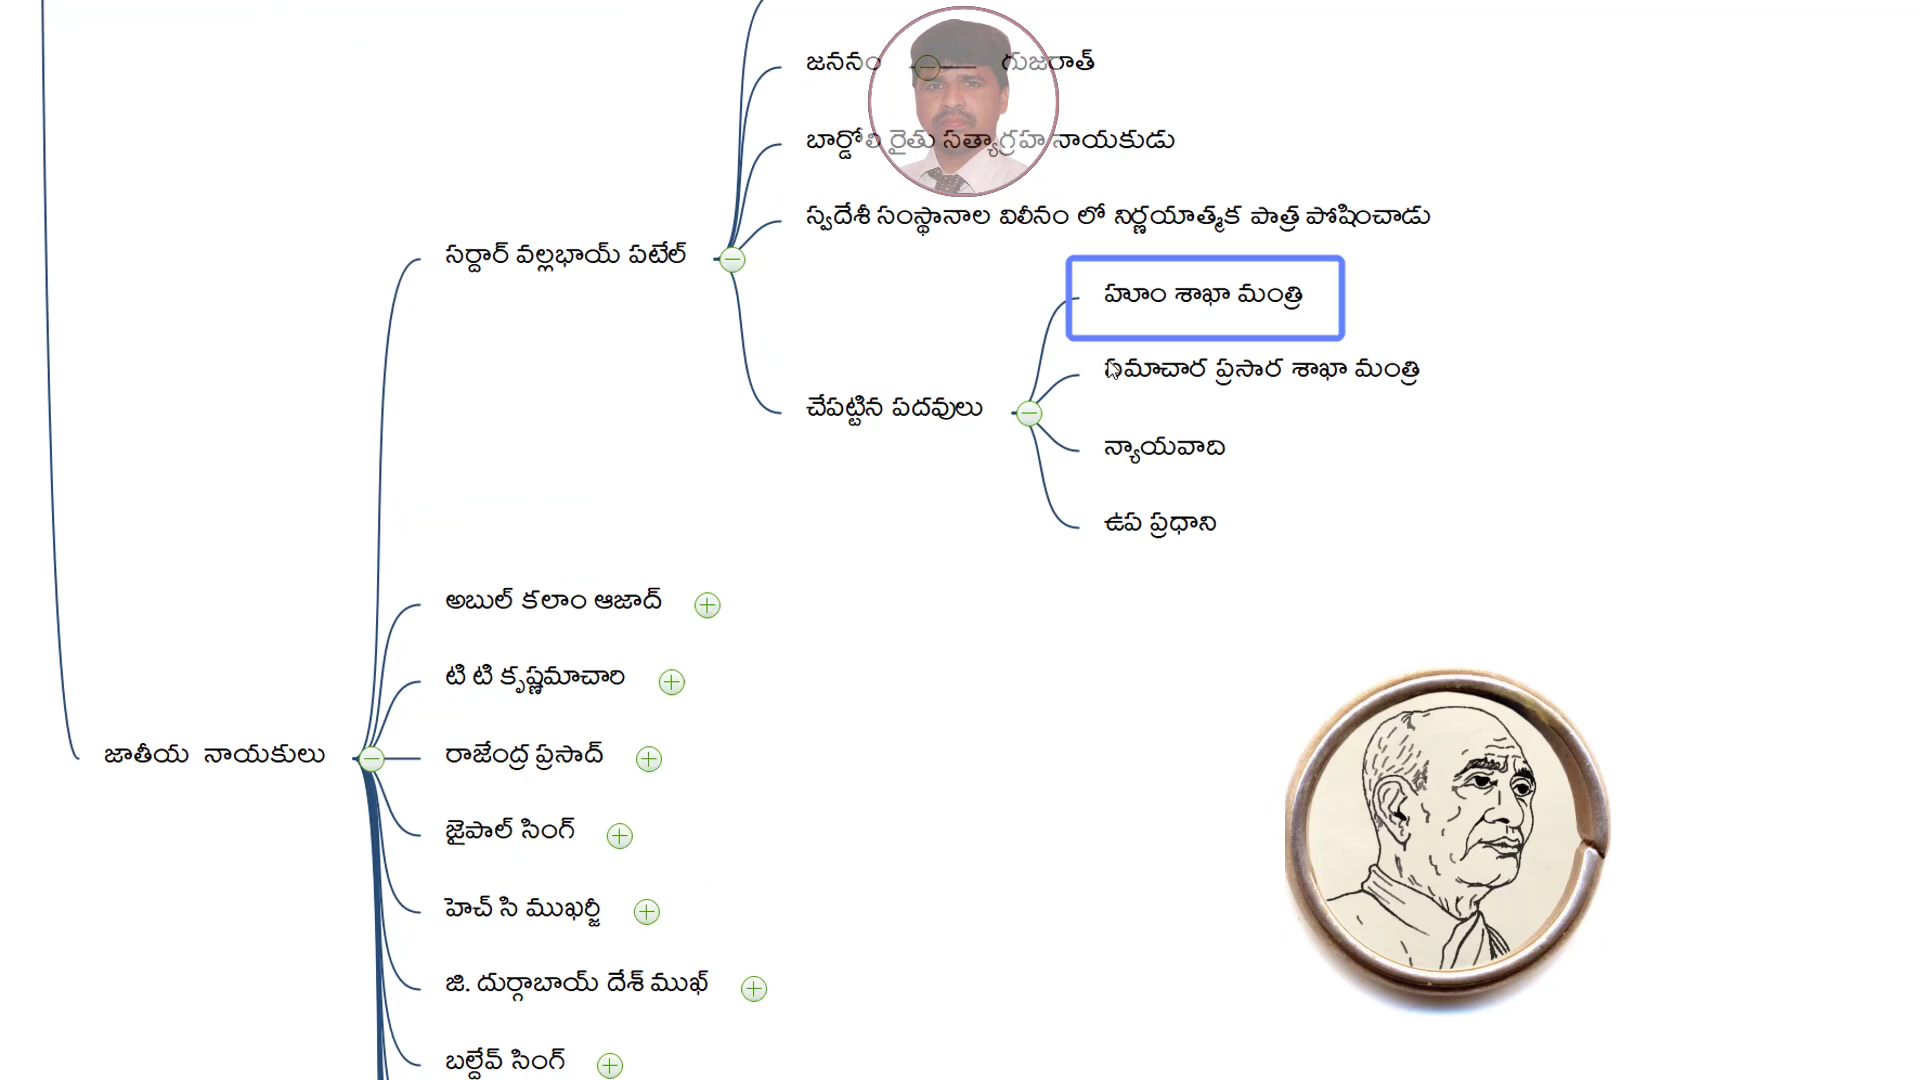 జననం గుజరాత్
బార్డోలి రైతు సత్యాగ్రహ నాయకుడు
స్వదేశీ సంస్థానాల విలీనం లో నిర్ణయాత్మక పాత్ర పోషించాడు
సర్దార్ వల్లభాయ్ పటేల్
హూం శాఖా మంత్రి
సమాచార ప్రసార శాఖా మంత్రి
చేపట్టిన పదవులు
న్యాయవాది
ఉప ప్రధాని
అబుల్ కలాం ఆజాద్
టి టి కృష్ణమాచారి
జాతీయ నాయకులు
రాజేంద్ర ప్రసాద్
జైపాల్ సింగ్
హెచ్ సి ముఖర్జీ
జి. దుర్గాబాయ్ దేశ్ ముఖ్
బల్దేవ్ సింగ్